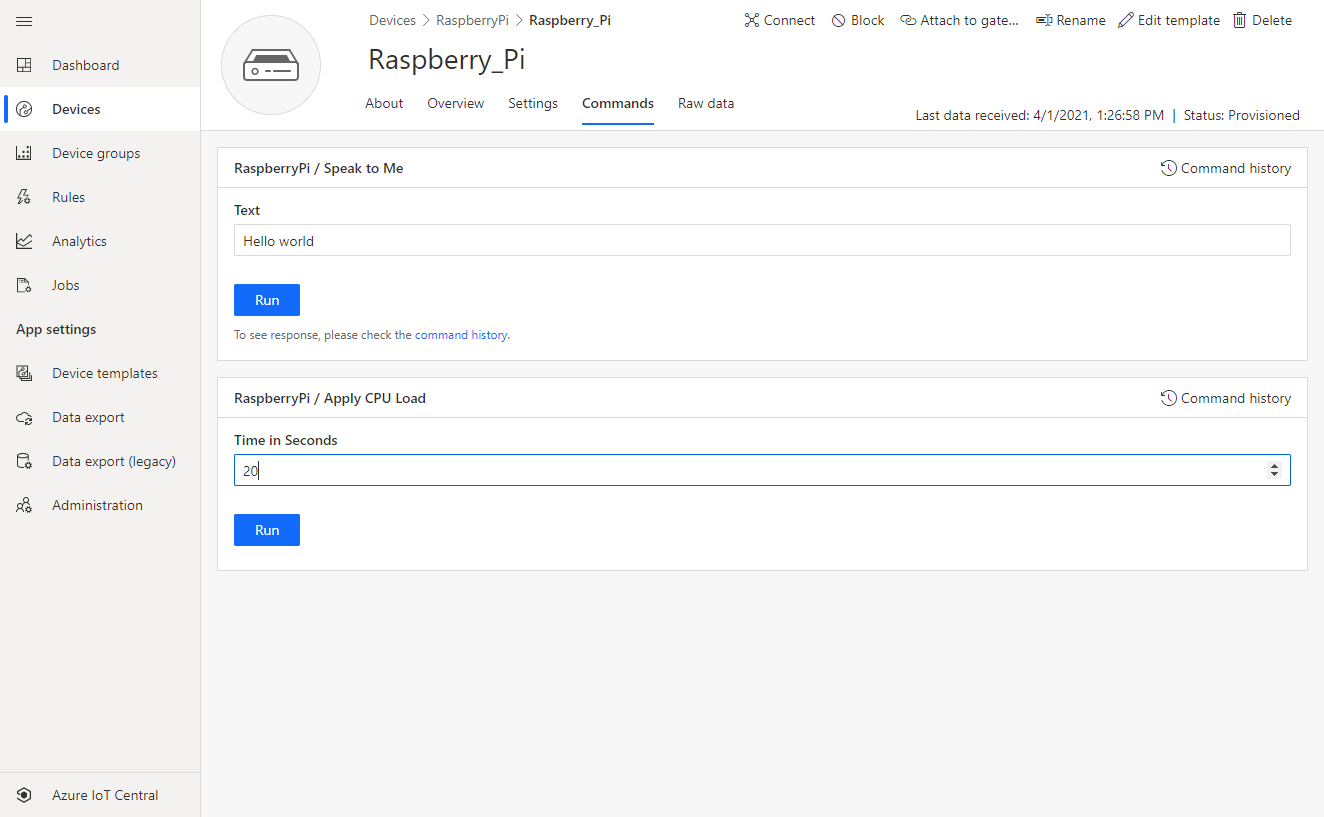 Dashboard
Devices
Device groups
Rules
Analytics
Jobs
App settings
Device templates
Data export
Data export (legacy)
Administration
Azure IoT Central
Devices > RaspberryPi > Raspberry_Pi
Connect
Block
Attach to gate...
Rename
Edit template
Delete
Raspberry_Pi
About
Overview
Settings
Commands
Raw data
Last data received: 4/1/2021, 1:26:58 PM | Status: Provisioned
RaspberryPi / Speak to Me
Command history
Text
Hello world
Run
To see response, please check the command history.
RaspberryPi / Apply CPU Load
Command history
Time in Seconds
20
Run